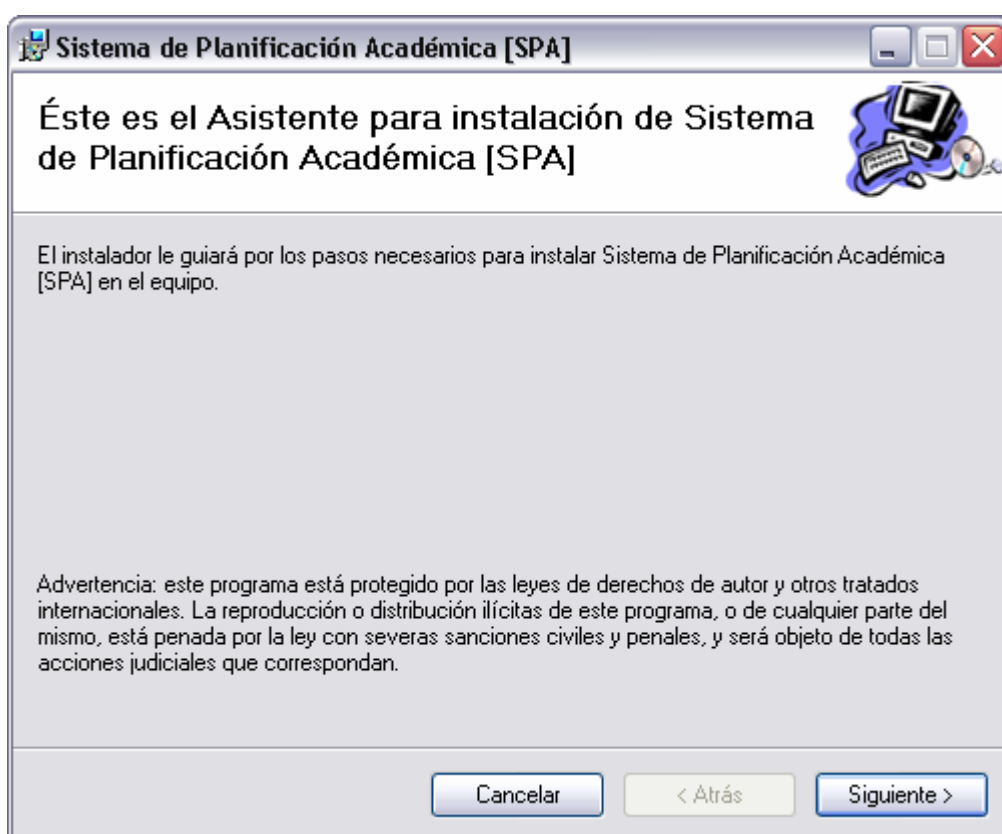 Sistema de Planificación Académica [SPA]
Éste es el Asistente para instalación de Sistema
de Planificación Académica [SPA]
El instalador le guiará por los pasos necesarios para instalar Sistema de Planificación Académica
[SPA] en el equipo.
Advertencia: este programa está protegido por las leyes de derechos de autor y otros tratados
internacionales. La reproducción o distribución ilícitas de este programa, o de cualquier parte del
mismo, está penada por la ley con severas sanciones civiles y penales, y será objeto de todas las
acciones judiciales que correspondan.
Cancelar < Atrás Siguiente >